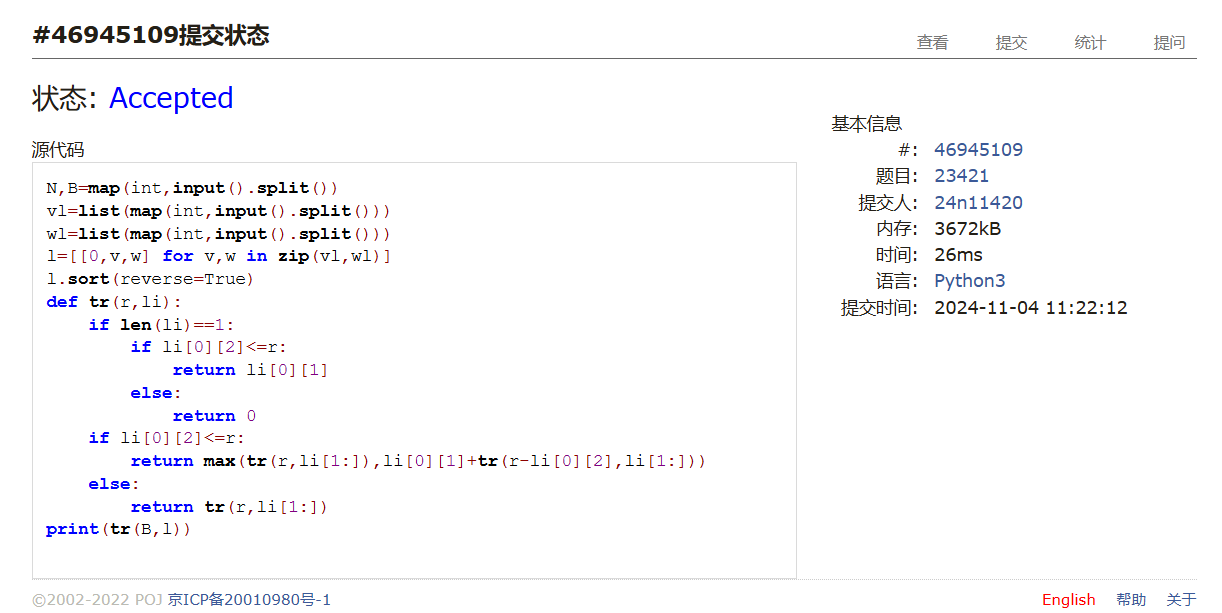 #46945109提交状态
查看 提交 统计 提问
状态: Accepted
源代码
N,B=map(int,input().split())
vl=list(map(int,input().split()))
wl=list(map(int,input().split()))
l=[[0,v,w] for v,w in zip(vl,wl)]
l.sort(reverse=True)
def tr(r,li):
    if len(li)==1:
        if li[0][2]<=r:
            return li[0][1]
        else:
            return 0
    if li[0][2]<=r:
        return max(tr(r,li[1:]),li[0][1]+tr(r-li[0][2],li[1:]))
    else:
        return tr(r,li[1:])
print(tr(B,l))
基本信息
#: 46945109
题目: 23421
提交人: 24n11420
内存: 3672kB
时间: 26ms
语言: Python3
提交时间: 2024-11-04 11:22:12
©2002-2022 POJ 京ICP备20010980号-1
English 帮助 关于